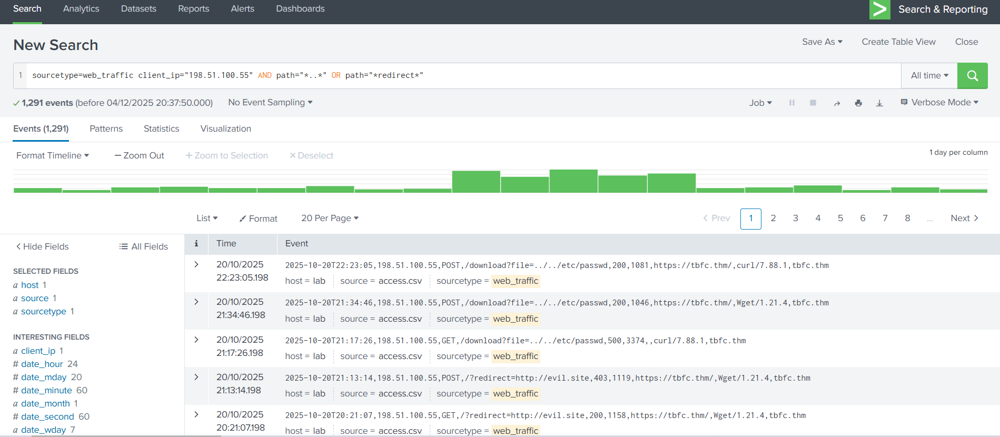 Search Analytics Datasets Reports Alerts Dashboards > Search & Reporting
New Search Save As Create Table View Close
1 sourcetype=web_traffic client_ip="198.51.100.55" AND path="*..*" OR path="*redirect*" All time
1,291 events (before 04/12/2025 20:37:50.000) No Event Sampling Job Verbose Mode
Events (1,291) Patterns Statistics Visualization
Format Timeline — Zoom Out + Zoom to Selection × Deselect 1 day per column
List Format 20 Per Page < Prev 1 2 3 4 5 6 7 8 ... Next >
< Hide Fields All Fields
SELECTED FIELDS
a host 1
a source 1
a sourcetype 1
INTERESTING FIELDS
a client_ip 1
# date_hour 24
# date_mday 20
# date_minute 60
a date_month 1
# date_second 60
a date_wday 7
i Time Event
> 20/10/2025 22:23:05.198 2025-10-20T22:23:05,198.51.100.55,POST,/download?file=../../etc/passwd,200,1081,https://tbfc.thm/,curl/7.88.1,tbfc.thm
host = lab source = access.csv sourcetype = web_traffic
> 20/10/2025 21:34:46.198 2025-10-20T21:34:46,198.51.100.55,POST,/download?file=../../etc/passwd,200,1046,https://tbfc.thm/,Wget/1.21.4,tbfc.thm
host = lab source = access.csv sourcetype = web_traffic
> 20/10/2025 21:17:26.198 2025-10-20T21:17:26,198.51.100.55,GET,/download?file=../../etc/passwd,500,3374,,curl/7.88.1,tbfc.thm
host = lab source = access.csv sourcetype = web_traffic
> 20/10/2025 21:13:14.198 2025-10-20T21:13:14,198.51.100.55,POST,/?redirect=http://evil.site,403,1119,https://tbfc.thm/,Wget/1.21.4,tbfc.thm
host = lab source = access.csv sourcetype = web_traffic
> 20/10/2025 20:21:07.198 2025-10-20T20:21:07,198.51.100.55,GET,/?redirect=http://evil.site,200,1158,https://tbfc.thm/,Wget/1.21.4,tbfc.thm
host = lab source = access.csv sourcetype = web_traffic